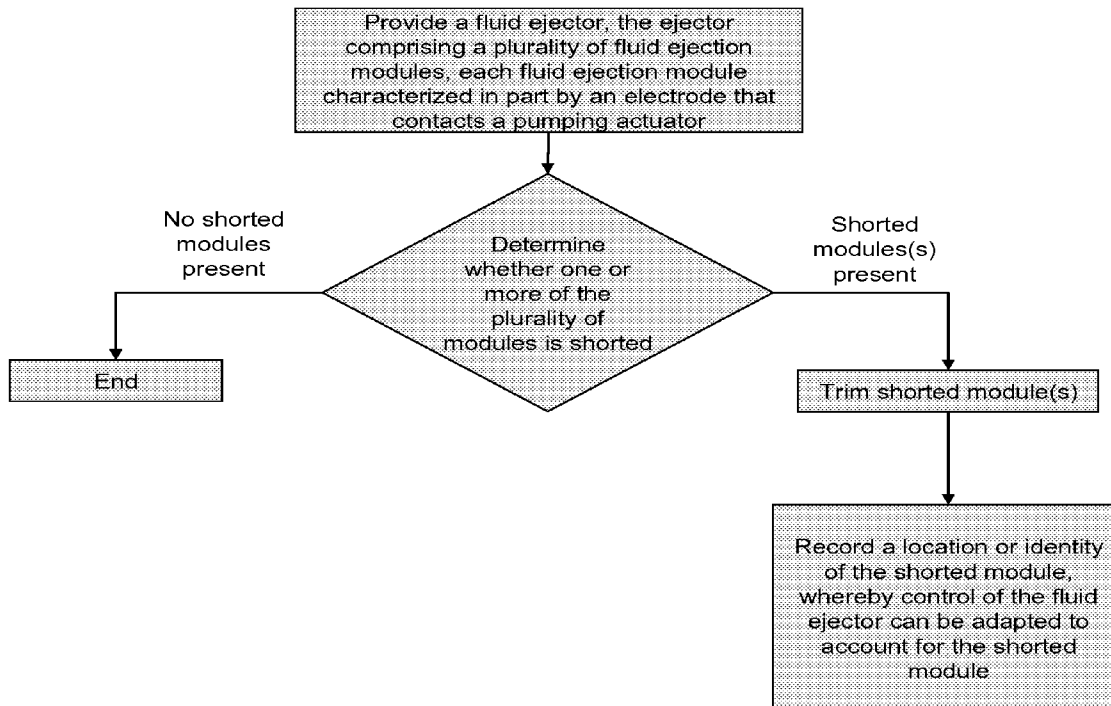 Provide a fluid ejector, the ejector
comprising a plurality of fluid ejection
modules, each fluid ejection module
characterized in part by an electrode that
contacts a pumping actuator
No shorted
modules
present
Determine
whether one or
more of the
plurality of
modules is shorted
Shorted
modules(s)
present
End
Trim shorted module(s)
Record a location or identity
of the shorted module,
whereby control of the fluid
ejector can be adapted to
account for the shorted
module